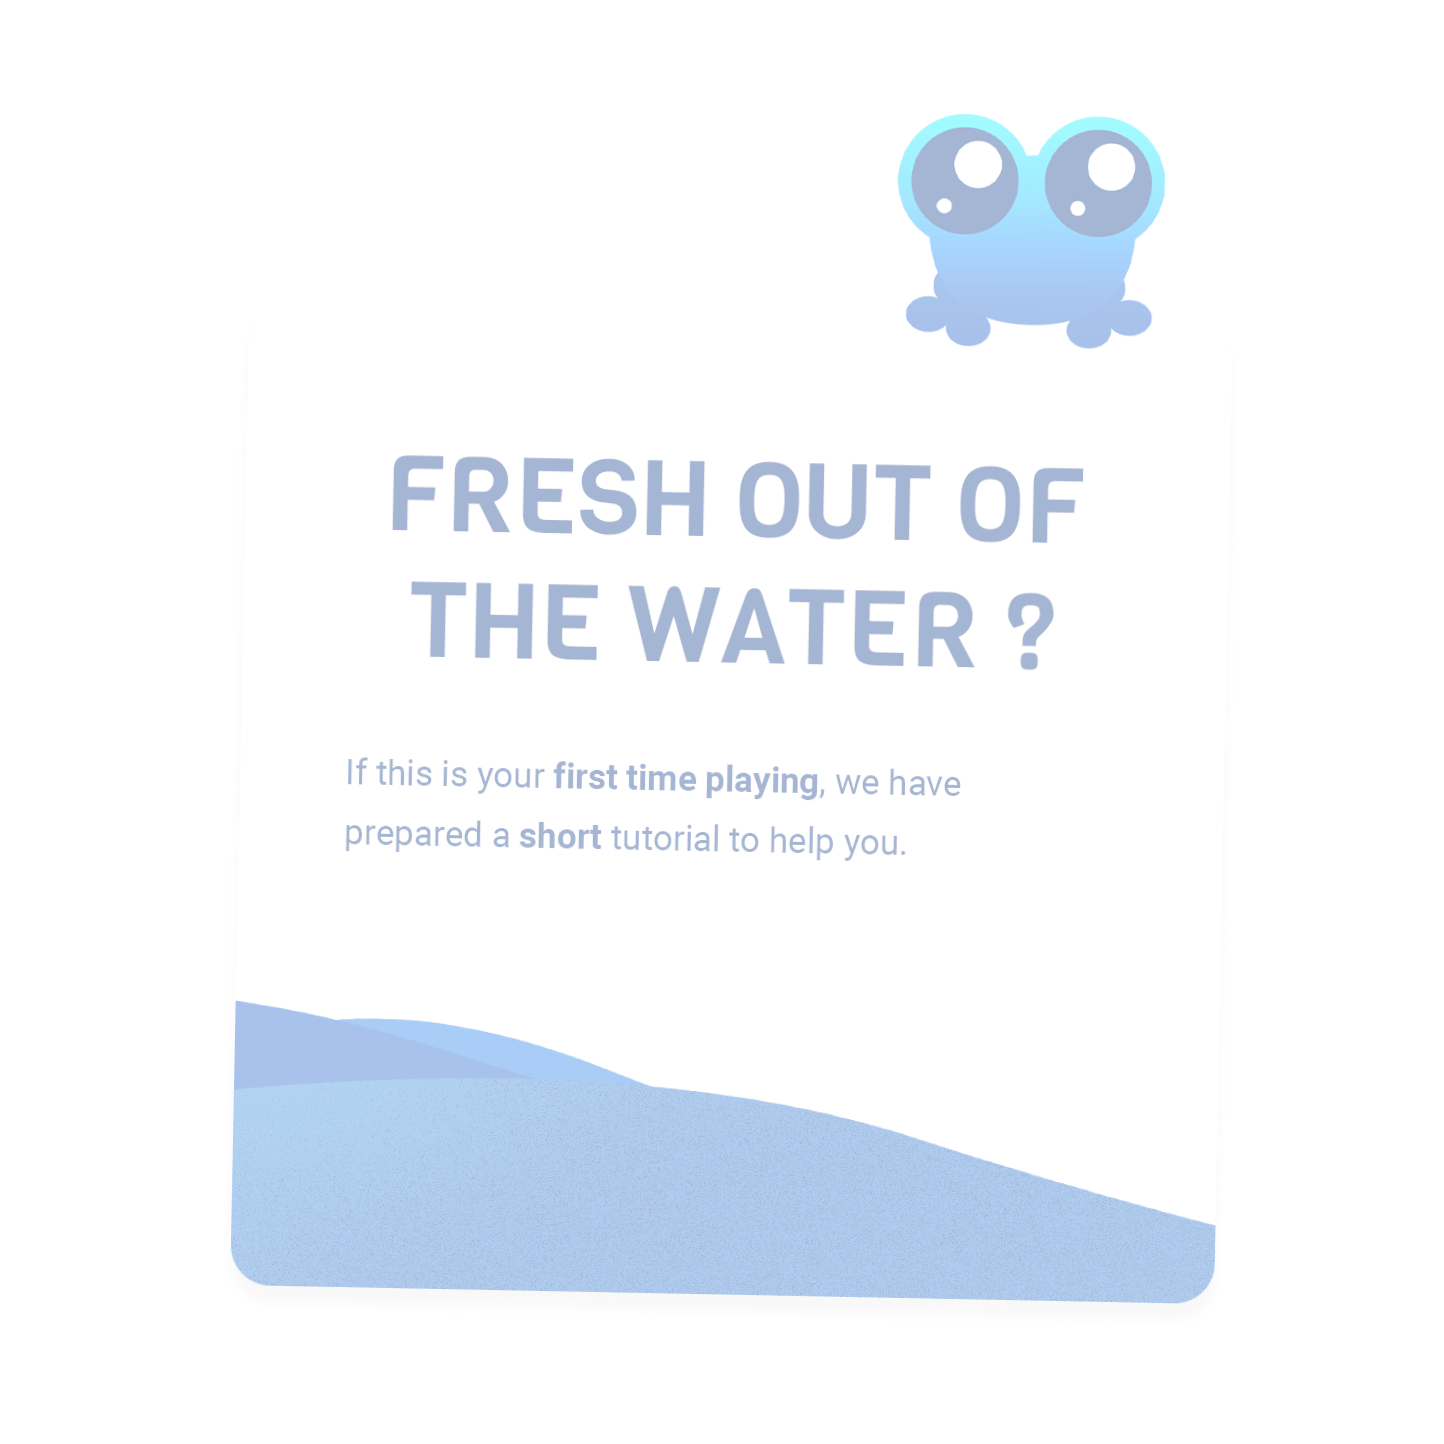 FRESH OUT OF
THE WATER ?
If this is your first time playing, we have
prepared a short tutorial to help you.